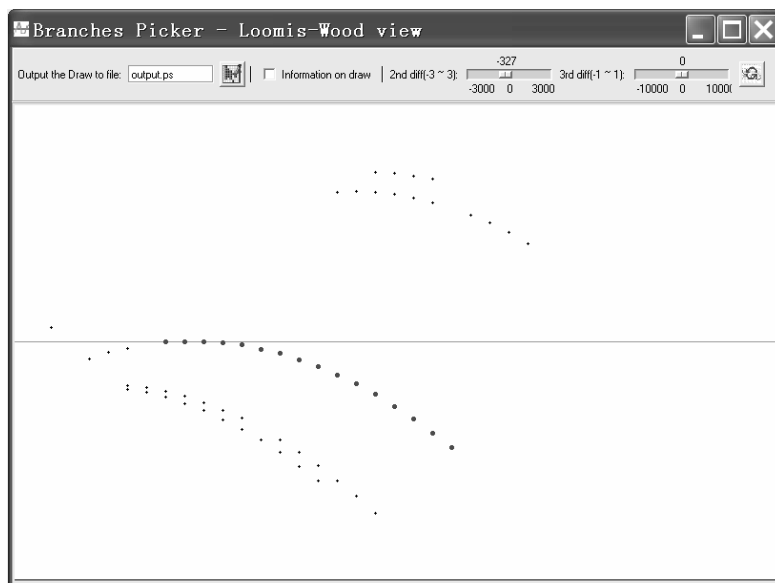 Branches Picker - Loomis-Wood view
-327
0
Output the Draw to file: output.ps Information on draw 2nd diff(-3 ~ 3): 3rd diff(-1 ~ 1):
-3000 0 3000 -10000 0 1000